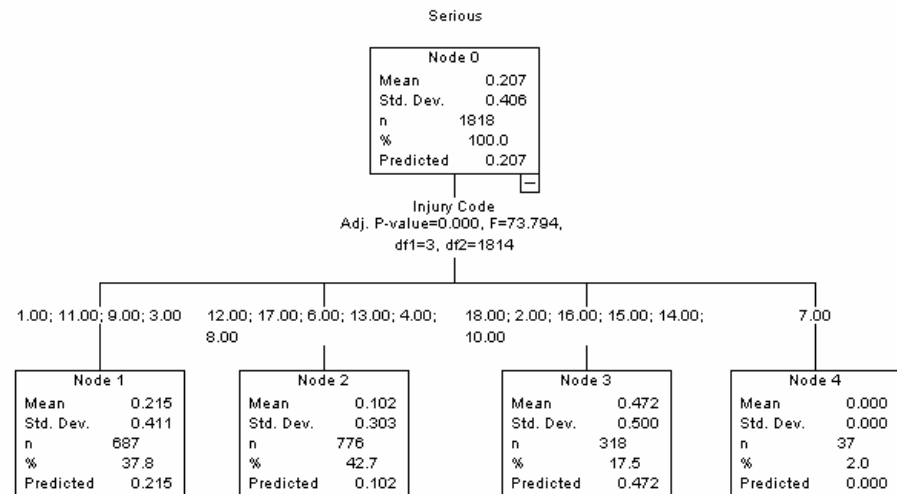 Serious
Node 0
Mean 0.207
Std. Dev. 0.406
n 1818
% 100.0
Predicted 0.207
Injury Code
Adj. P-value=0.000, F=73.794,
df1=3, df2=1814
1.00; 11.00; 9.00; 3.00
12.00; 17.00; 6.00; 13.00; 4.00;
8.00
18.00; 2.00; 16.00; 15.00; 14.00;
10.00
7.00
Node 1
Mean 0.215
Std. Dev. 0.411
n 687
% 37.8
Predicted 0.215
Node 2
Mean 0.102
Std. Dev. 0.303
n 776
% 42.7
Predicted 0.102
Node 3
Mean 0.472
Std. Dev. 0.500
n 318
% 17.5
Predicted 0.472
Node 4
Mean 0.000
Std. Dev. 0.000
n 37
% 2.0
Predicted 0.000